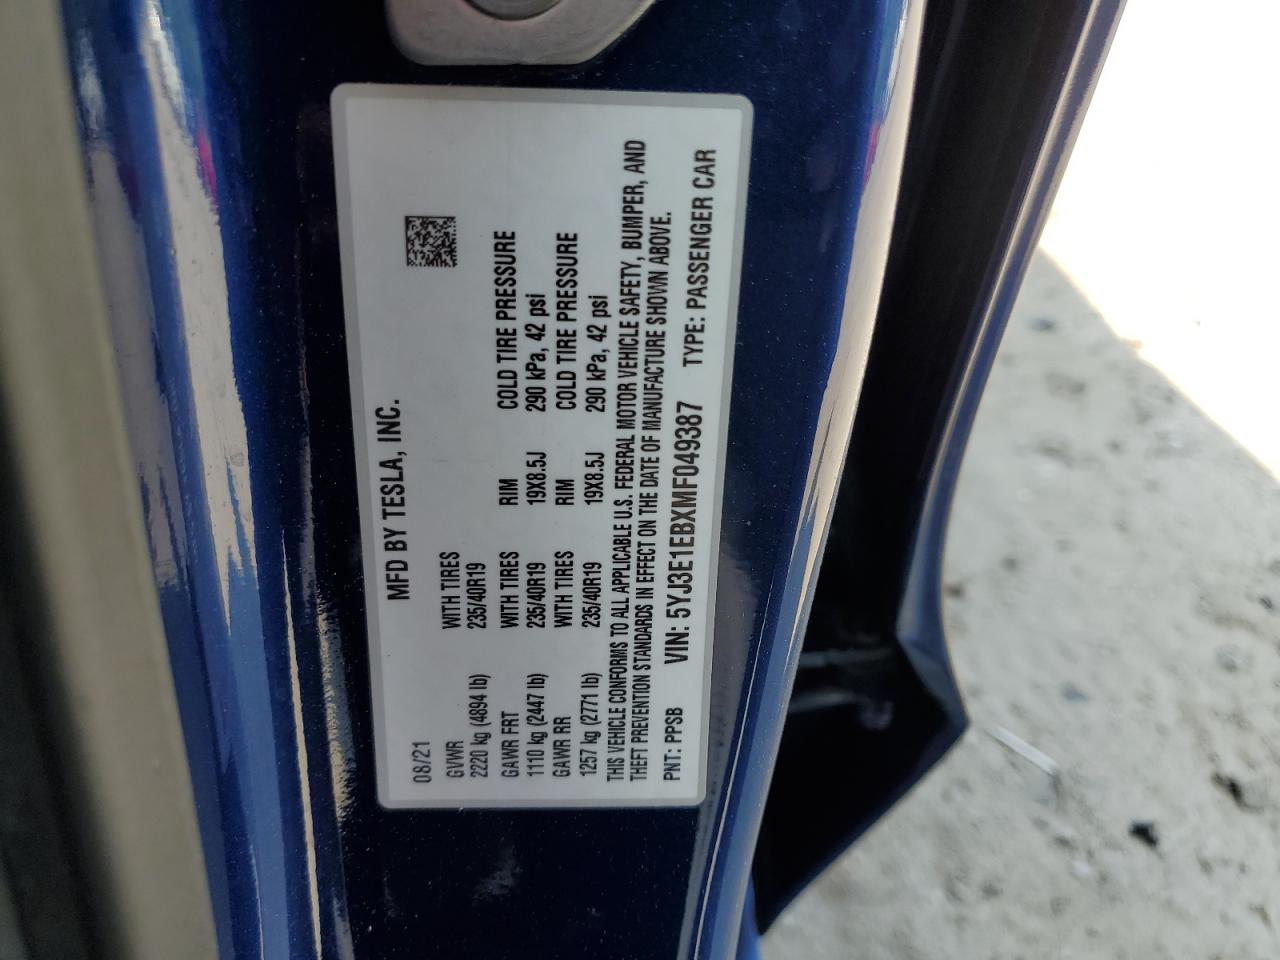 MFD BY TESLA, INC.
08/21
GVWR WITH TIRES
2220 kg (4894 lb) 235/40R19
GAWR FRT WITH TIRES RIM COLD TIRE PRESSURE
1110 kg (2447 lb) 235/40R19 19X8.5J 290 kPa, 42 psi
GAWR RR WITH TIRES RIM COLD TIRE PRESSURE
1257 kg (2771 lb) 235/40R19 19X8.5J 290 kPa, 42 psi
THIS VEHICLE CONFORMS TO ALL APPLICABLE U.S. FEDERAL MOTOR VEHICLE SAFETY, BUMPER, AND
THEFT PREVENTION STANDARDS IN EFFECT ON THE DATE OF MANUFACTURE SHOWN ABOVE.
PNT: PPSB VIN: 5YJ3E1EBXMF049387 TYPE: PASSENGER CAR